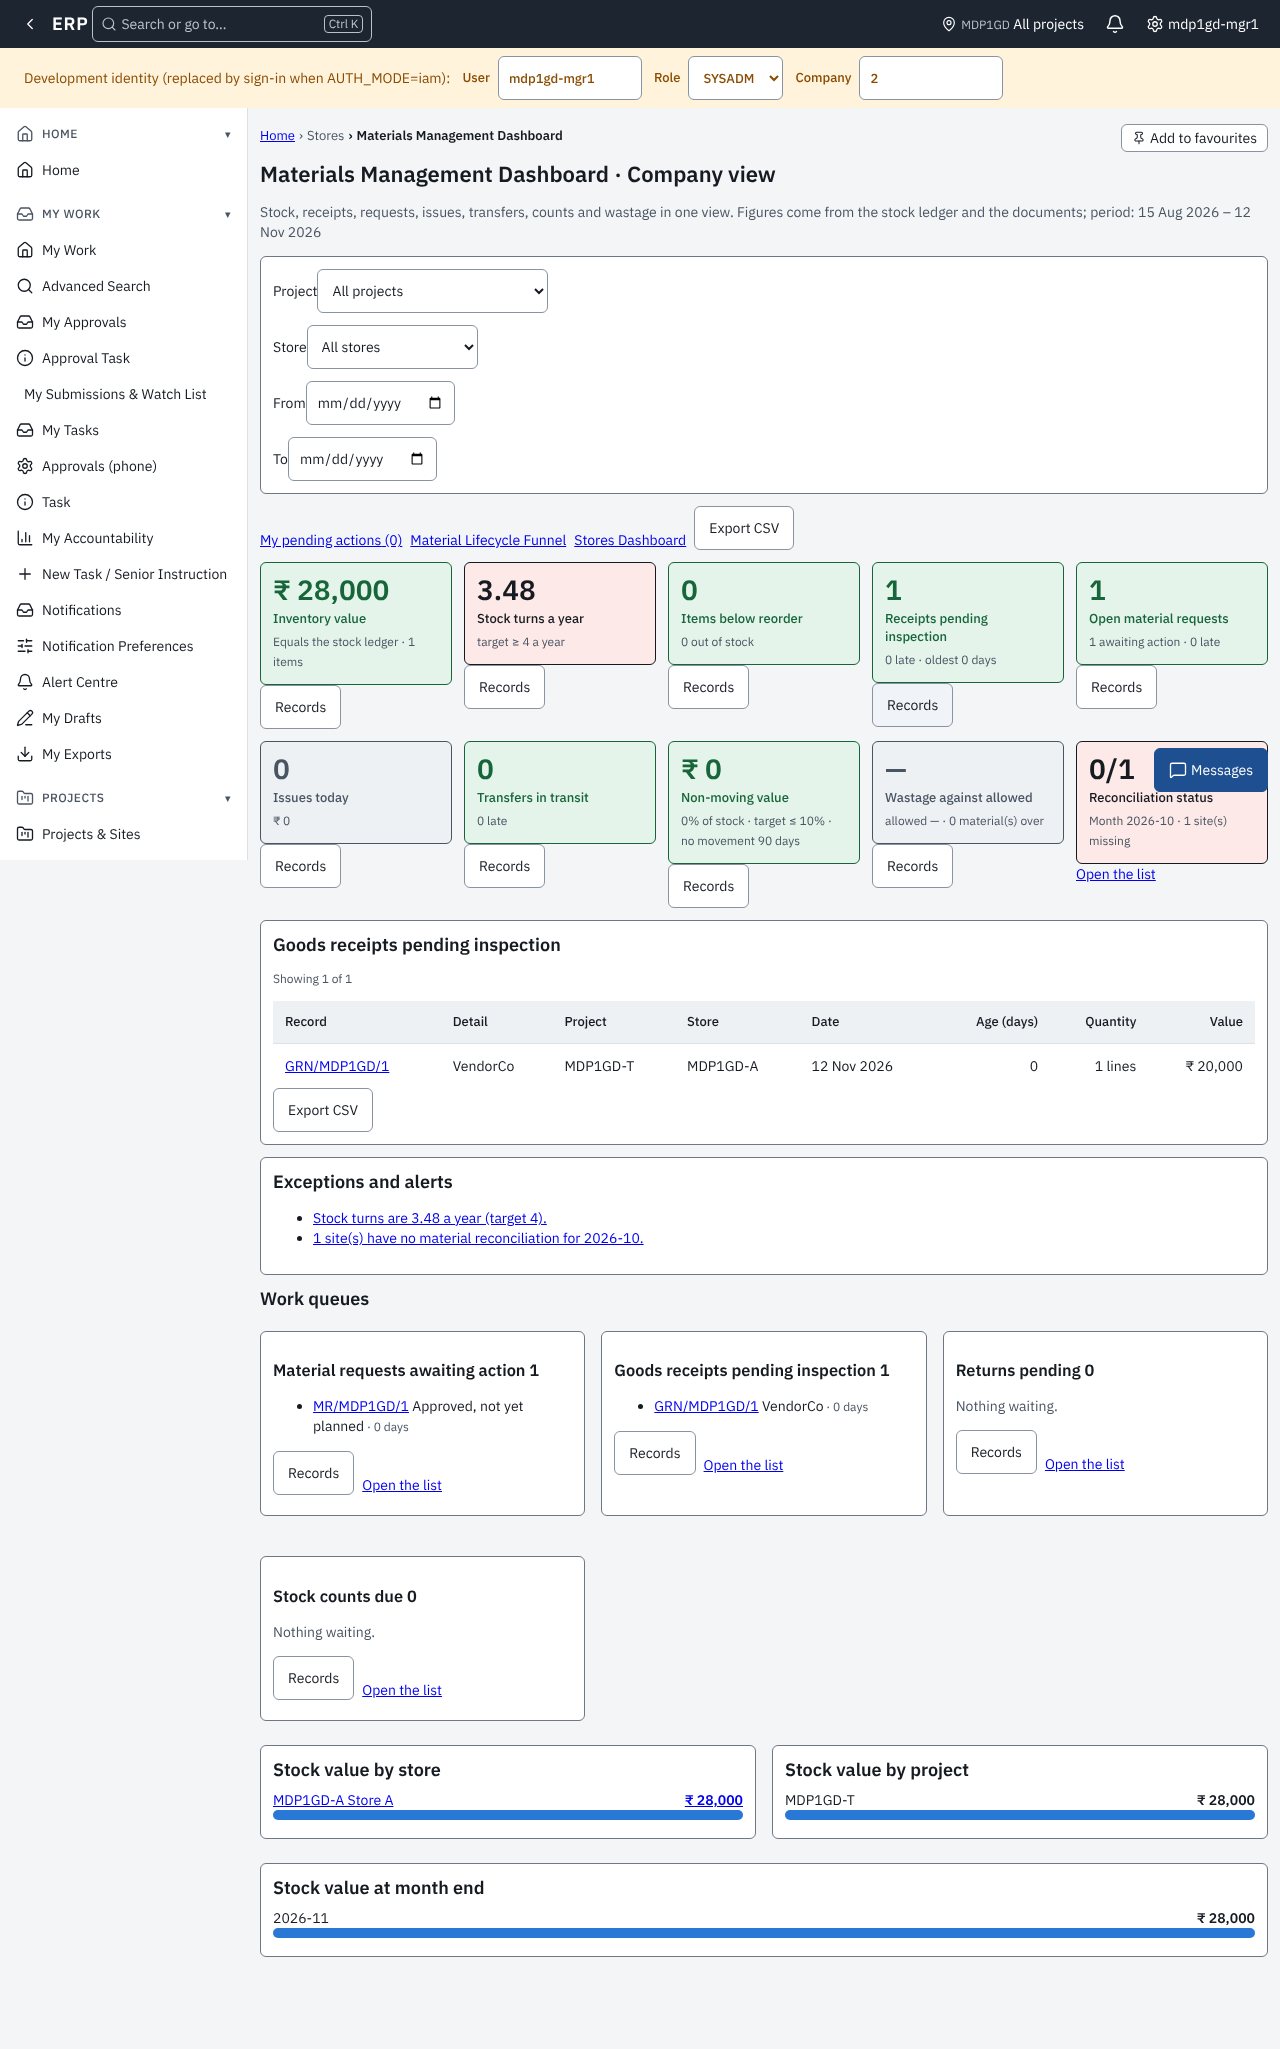 ERP
Search or go to...
Ctrl K
MDP1GD All projects
mdp1gd-mgr1
Development identity (replaced by sign-in when AUTH_MODE=iam):
User
mdp1gd-mgr1
Role
SYSADM
Company
2
HOME
Home
MY WORK
My Work
Advanced Search
My Approvals
Approval Task
My Submissions & Watch List
My Tasks
Approvals (phone)
Task
My Accountability
New Task / Senior Instruction
Notifications
Notification Preferences
Alert Centre
My Drafts
My Exports
PROJECTS
Projects & Sites
Home › Stores › Materials Management Dashboard
Add to favourites
Materials Management Dashboard · Company view
Stock, receipts, requests, issues, transfers, counts and wastage in one view. Figures come from the stock ledger and the documents; period: 15 Aug 2026 – 12
Nov 2026
Project
All projects
Store
All stores
From
mm/dd/yyyy
To
mm/dd/yyyy
My pending actions (0)
Material Lifecycle Funnel
Stores Dashboard
Export CSV
₹ 28,000
Inventory value
Equals the stock ledger · 1
items
Records
3.48
Stock turns a year
target ≥ 4 a year
Records
0
Items below reorder
0 out of stock
Records
1
Receipts pending
inspection
0 late · oldest 0 days
Records
1
Open material requests
1 awaiting action · 0 late
Records
0
Issues today
₹ 0
Records
0
Transfers in transit
0 late
Records
₹ 0
Non-moving value
0% of stock · target ≤ 10% ·
no movement 90 days
Records
—
Wastage against allowed
allowed — · 0 material(s) over
Records
0/1
Messages
Reconciliation status
Month 2026-10 · 1 site(s)
missing
Open the list
Goods receipts pending inspection
Showing 1 of 1
Record
Detail
Project
Store
Date
Age (days)
Quantity
Value
GRN/MDP1GD/1
VendorCo
MDP1GD-T
MDP1GD-A
12 Nov 2026
0
1 lines
₹ 20,000
Export CSV
Exceptions and alerts
Stock turns are 3.48 a year (target 4).
1 site(s) have no material reconciliation for 2026-10.
Work queues
Material requests awaiting action 1
MR/MDP1GD/1 Approved, not yet
planned · 0 days
Records
Open the list
Goods receipts pending inspection 1
GRN/MDP1GD/1 VendorCo · 0 days
Records
Open the list
Returns pending 0
Nothing waiting.
Records
Open the list
Stock counts due 0
Nothing waiting.
Records
Open the list
Stock value by store
MDP1GD-A Store A
₹ 28,000
Stock value by project
MDP1GD-T
₹ 28,000
Stock value at month end
2026-11
₹ 28,000